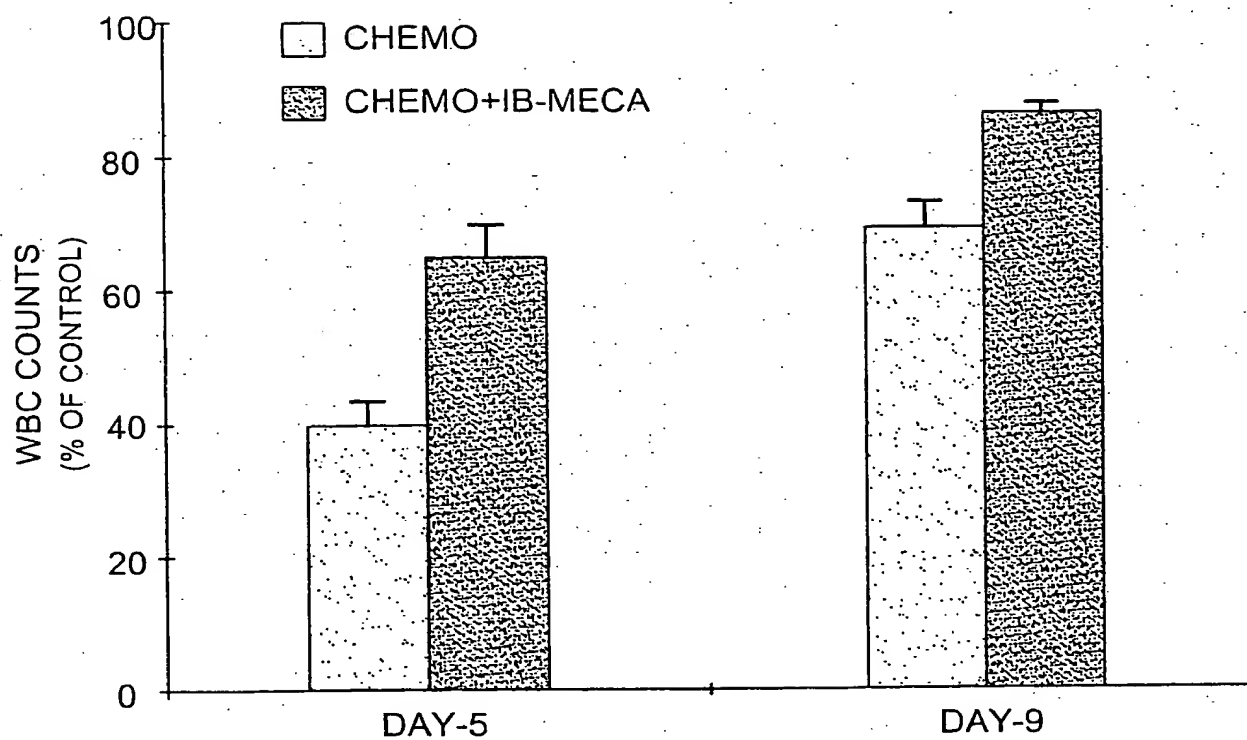 100
CHEMO
CHEMO+IB-MECA
80
60
40
20
0
WBC COUNTS
(% OF CONTROL)
DAY-5
DAY-9